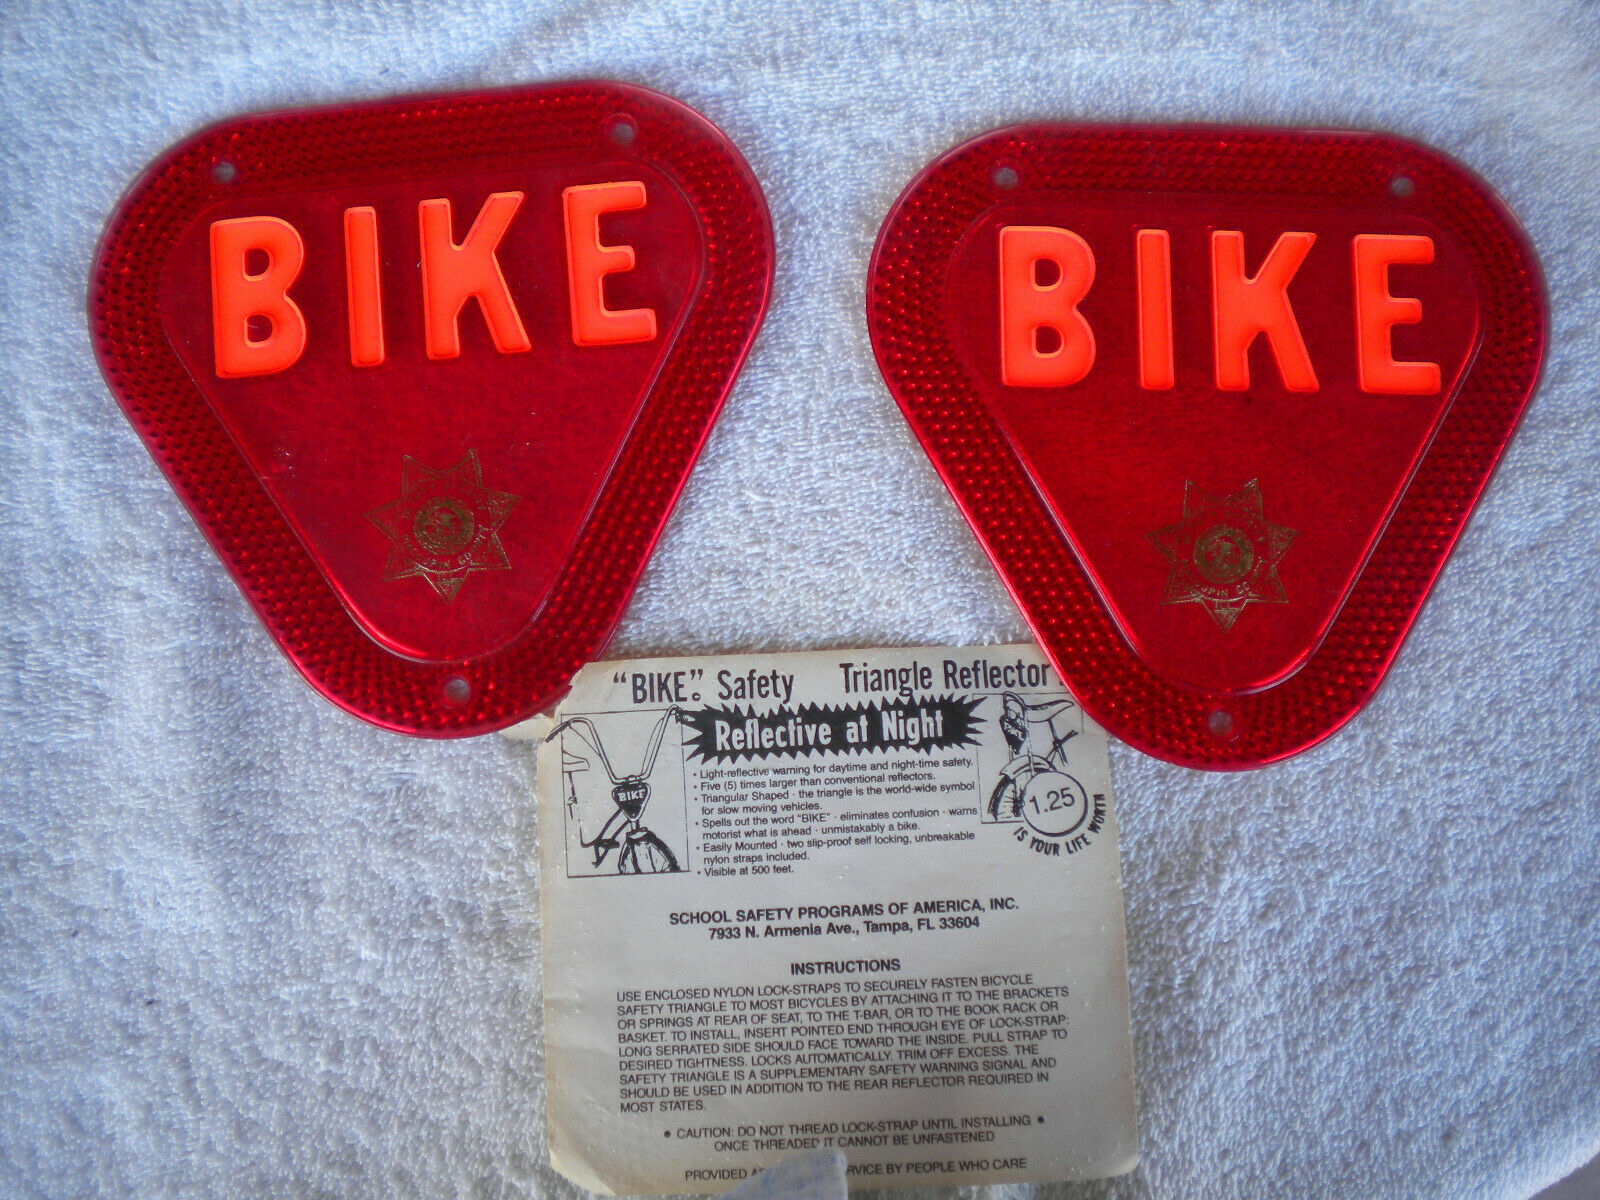 BIKE
BIKE
"BIKE"© Safety Triangle Reflector
Reflective at Night
• Light-reflective warning for daytime and night-time safety.
• Five (5) times larger than conventional reflectors.
• Triangular Shaped - the triangle is the world-wide symbol
for slow moving vehicles.
• Spells out the word "BIKE" - eliminates confusion - warns
motorist what is ahead - unmistakably a bike.
• Easily Mounted - two slip-proof self locking, unbreakable
nylon straps included.
• Visible at 500 feet.
BIKE
1.25
IS YOUR LIFE WORTH
SCHOOL SAFETY PROGRAMS OF AMERICA, INC.
7933 N. Armenia Ave., Tampa, FL 33604
INSTRUCTIONS
USE ENCLOSED NYLON LOCK-STRAPS TO SECURELY FASTEN BICYCLE
SAFETY TRIANGLE TO MOST BICYCLES BY ATTACHING IT TO THE BRACKETS
OR SPRINGS AT REAR OF SEAT, TO THE T-BAR, OR TO THE BOOK RACK OR
BASKET. TO INSTALL, INSERT POINTED END THROUGH EYE OF LOCK-STRAP:
LONG SERRATED SIDE SHOULD FACE TOWARD THE INSIDE. PULL STRAP TO
DESIRED TIGHTNESS. LOCKS AUTOMATICALLY. TRIM OFF EXCESS. THE
SAFETY TRIANGLE IS A SUPPLEMENTARY SAFETY WARNING SIGNAL AND
SHOULD BE USED IN ADDITION TO THE REAR REFLECTOR REQUIRED IN
MOST STATES.
• CAUTION: DO NOT THREAD LOCK-STRAP UNTIL INSTALLING •
ONCE THREADED IT CANNOT BE UNFASTENED
PROVIDED BY PEOPLE WHO CARE